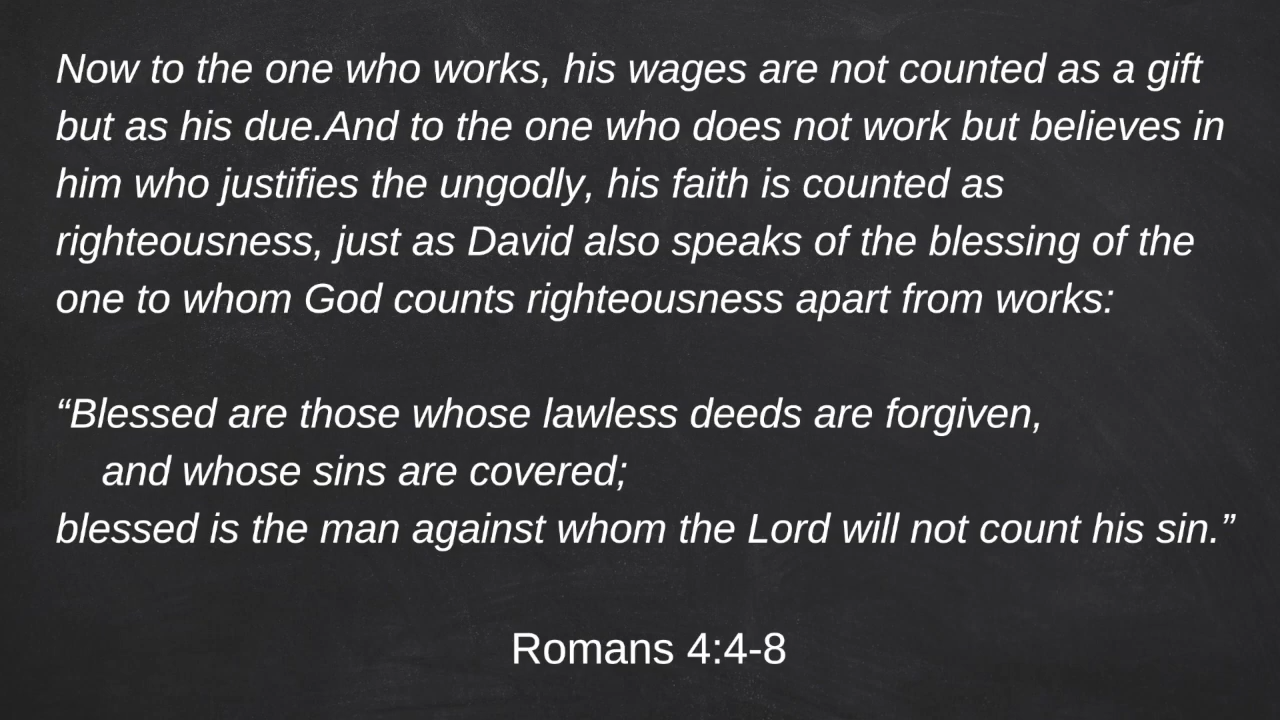 Now to the one who works, his wages are not counted as a gift
but as his due.And to the one who does not work but believes in
him who justifies the ungodly, his faith is counted as
righteousness, just as David also speaks of the blessing of the
one to whom God counts righteousness apart from works:
“Blessed are those whose lawless deeds are forgiven,
and whose sins are covered;
blessed is the man against whom the Lord will not count his sin.”
Romans 4:4-8